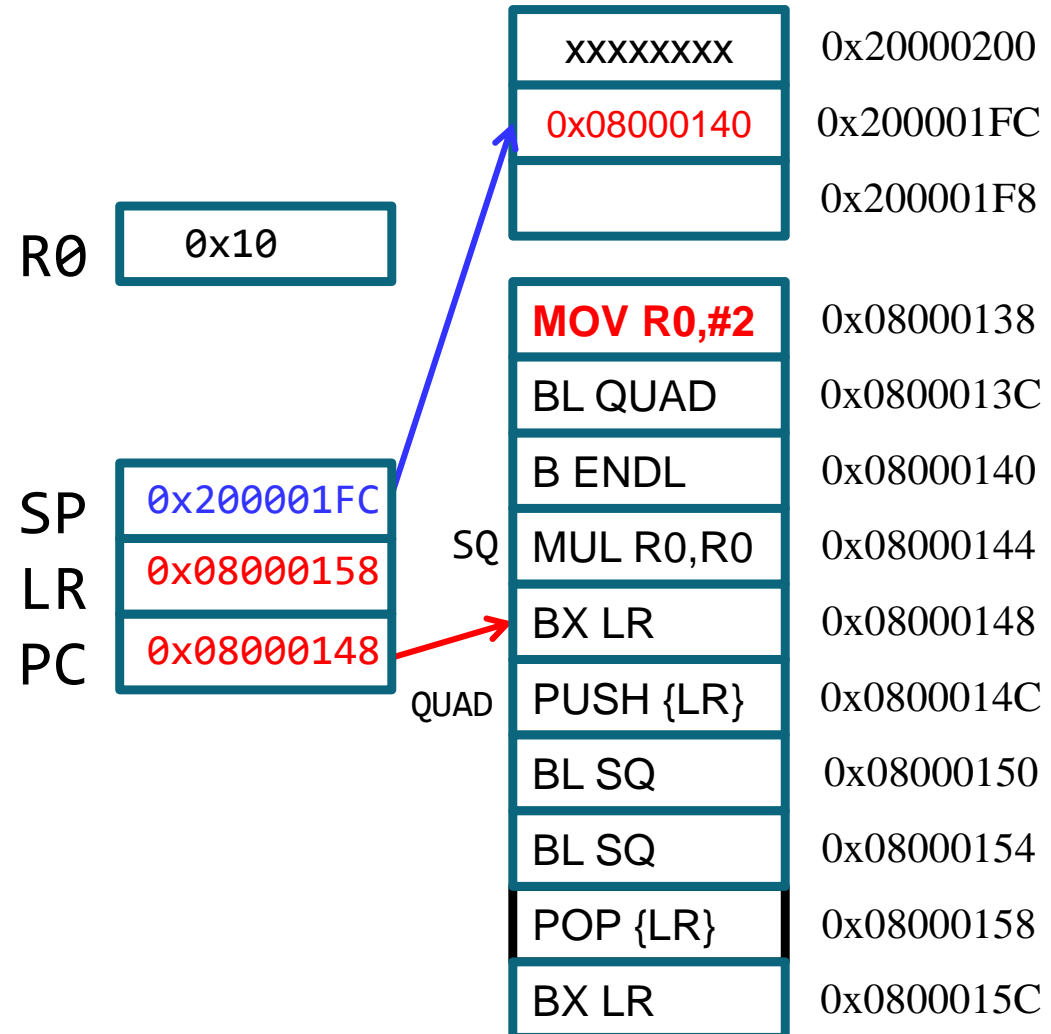 xxxxxxxx 0x20000200
0x08000140 0x200001FC
0x200001F8
R0 0x10
MOV R0,#2 0x08000138
BL QUAD 0x0800013C
B ENDL 0x08000140
SP 0x200001FC
SQ MUL R0,R0 0x08000144
LR 0x08000158
BX LR 0x08000148
PC 0x08000148
QUAD PUSH {LR} 0x0800014C
BL SQ 0x08000150
BL SQ 0x08000154
POP {LR} 0x08000158
BX LR 0x0800015C